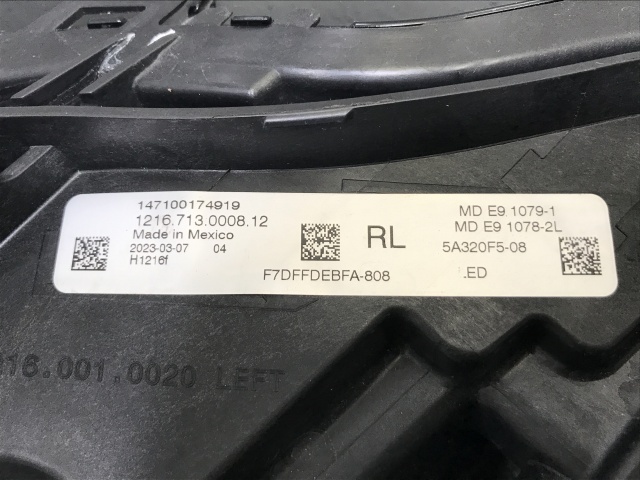 147100174919
1216.713.0008.12
Made in Mexico
2023-03-07 04
H1216f
RL
F7DFFDEBFA-808
MD E9.1079-1
MD E9 1078-2L
5A320F5-08
.ED
16.001.0020 LEFT